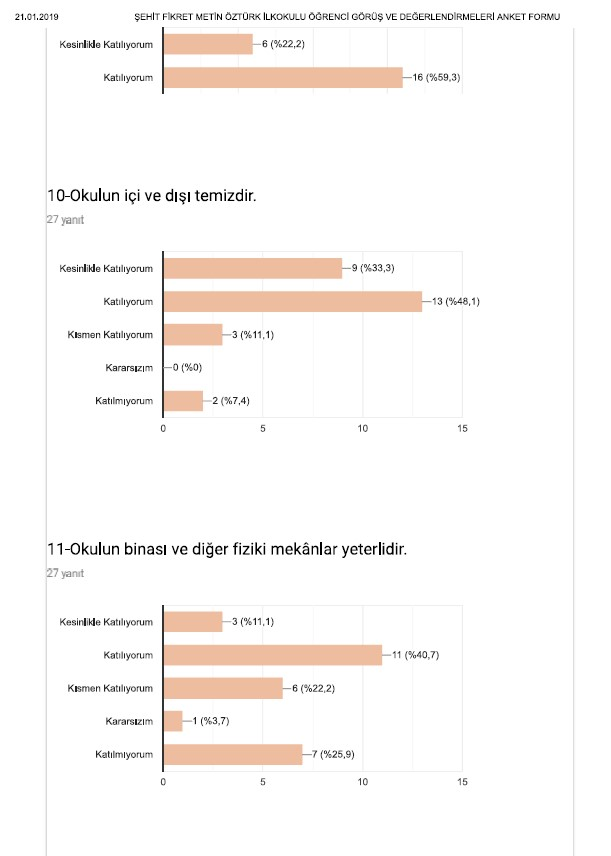 21.01.2019 ŞEHİT FİKRET METİN ÖZTÜRK İLKOKULU ÖĞRENCİ GÖRÜŞ VE DEĞERLENDİRMELERİ ANKET FORMU
Kesinlikle Katılıyorum 6 (%22,2)
Katılıyorum 16 (%59,3)
10-Okulun içi ve dışı temizdir.
27 yanıt
Kesinlikle Katılıyorum 9 (%33,3)
Katılıyorum 13 (%48,1)
Kısmen Katılıyorum 3 (%11,1)
Kararsızım 0 (%0)
Katılmıyorum 2 (%7,4)
0 5 10 15
11-Okulun binası ve diğer fiziki mekânlar yeterlidir.
27 yanıt
Kesinlikle Katılıyorum 3 (%11,1)
Katılıyorum 11 (%40,7)
Kısmen Katılıyorum 6 (%22,2)
Kararsızım 1 (%3,7)
Katılmıyorum 7 (%25,9)
0 5 10 15